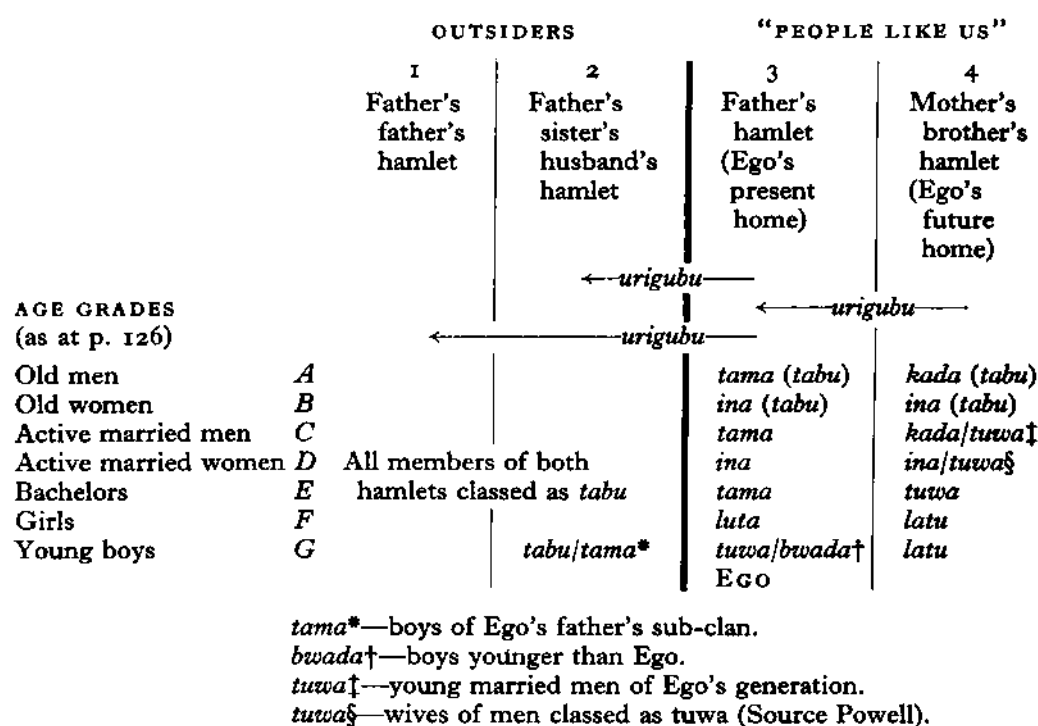 OUTSIDERS “PEOPLE LIKE US”
1 2 3 4
Father's Father's Father's Mother's
father's sister's hamlet brother's
hamlet husband's (Ego's hamlet
hamlet present (Ego's
home) future
home)
←—urigubu——
AGE GRADES ←——urigubu——→
(as at p. 126) ←————urigubu——
Old men A tama (tabu) kada (tabu)
Old women B ina (tabu) ina (tabu)
Active married men C tama kada/tuwa‡
Active married women D All members of both ina ina/tuwa§
Bachelors E hamlets classed as tabu tama tuwa
Girls F luta latu
Young boys G tabu/tama* tuwa/bwada† latu
EGO
tama*—boys of Ego's father's sub-clan.
bwada†—boys younger than Ego.
tuwa‡—young married men of Ego's generation.
tuwa§—wives of men classed as tuwa (Source Powell).